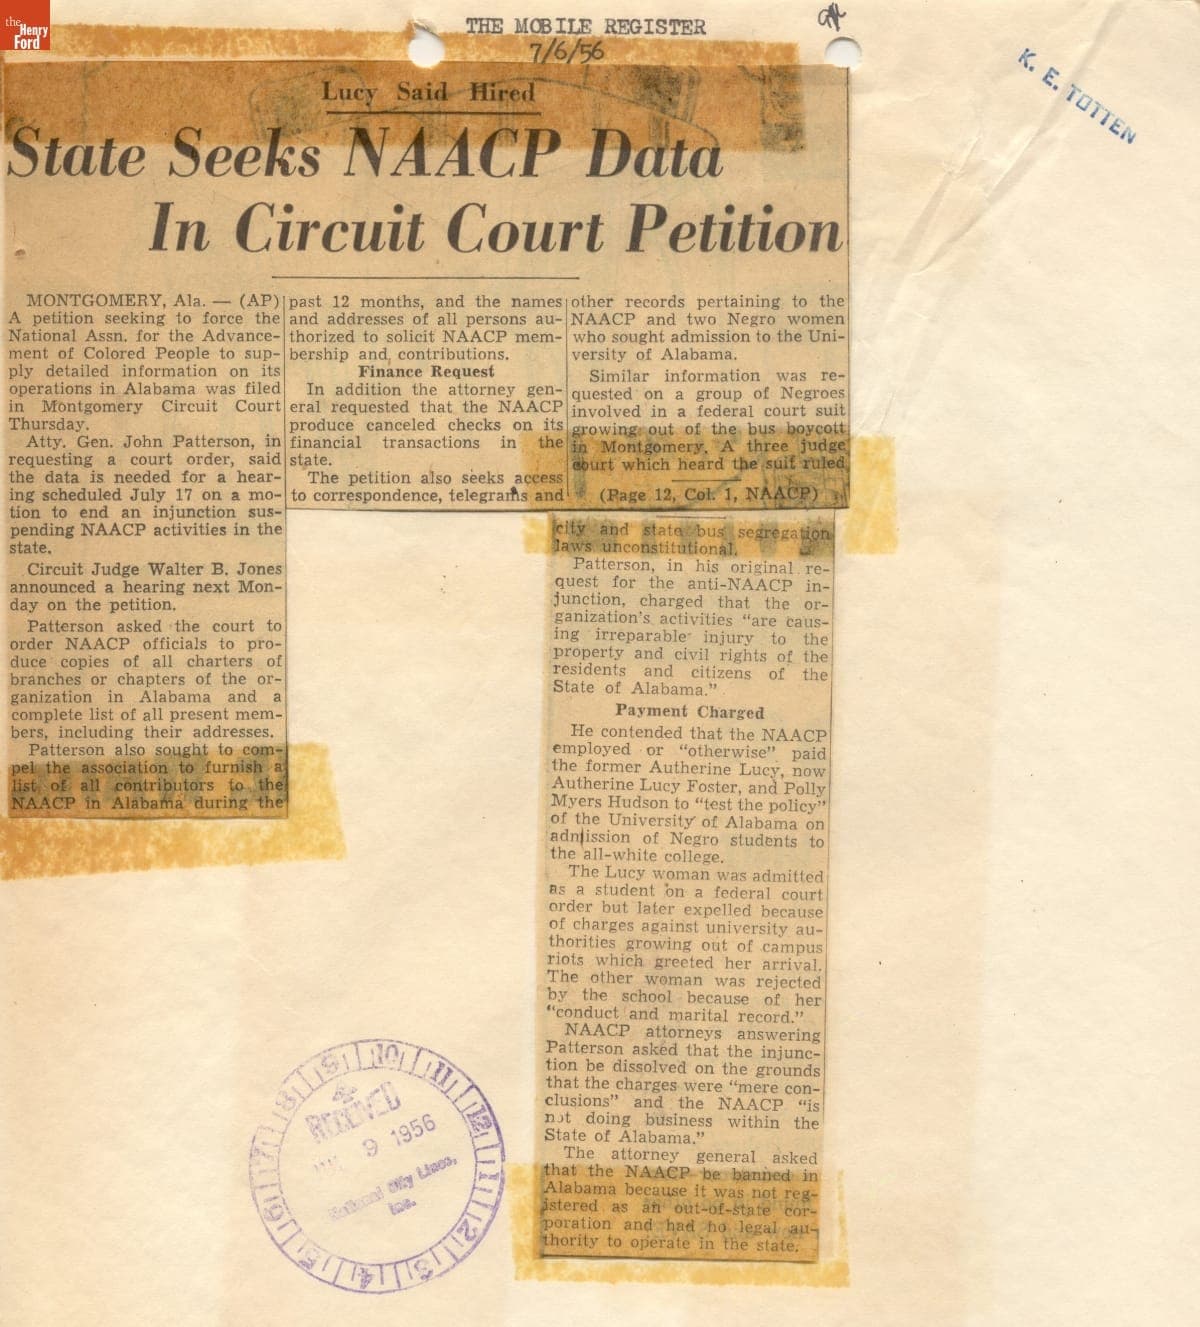 the
Henry
Ford
THE MOBILE REGISTER
7/6/56
K. E. TOTTEN
Lucy Said Hired
State Seeks NAACP Data
In Circuit Court Petition
MONTGOMERY, Ala. — (AP)
A petition seeking to force the
National Assn. for the Advance-
ment of Colored People to sup-
ply detailed information on its
operations in Alabama was filed
in Montgomery Circuit Court
Thursday.
Atty. Gen. John Patterson, in
requesting a court order, said
the data is needed for a hear-
ing scheduled July 17 on a mo-
tion to end an injunction sus-
pending NAACP activities in the
state.
Circuit Judge Walter B. Jones
announced a hearing next Mon-
day on the petition.
Patterson asked the court to
order NAACP officials to pro-
duce copies of all charters of
branches or chapters of the or-
ganization in Alabama and a
complete list of all present mem-
bers, including their addresses.
Patterson also sought to com-
pel the association to furnish a
list of all contributors to the
NAACP in Alabama during the
past 12 months, and the names
and addresses of all persons au-
thorized to solicit NAACP mem-
bership and contributions.
Finance Request
In addition the attorney gen-
eral requested that the NAACP
produce canceled checks on its
financial transactions in the
state.
The petition also seeks access
to correspondence, telegrams and
other records pertaining to the
NAACP and two Negro women
who sought admission to the Uni-
versity of Alabama.
Similar information was re-
quested on a group of Negroes
involved in a federal court suit
growing out of the bus boycott
in Montgomery. A three judge
court which heard the suit ruled
(Page 12, Col. 1, NAACP)
city and state bus segregation
laws unconstitutional.
Patterson, in his original re-
quest for the anti-NAACP in-
junction, charged that the or-
ganization's activities "are caus-
ing irreparable injury to the
property and civil rights of the
residents and citizens of the
State of Alabama."
Payment Charged
He contended that the NAACP
employed or "otherwise" paid
the former Autherine Lucy, now
Autherine Lucy Foster, and Polly
Myers Hudson to "test the policy"
of the University of Alabama on
admission of Negro students to
the all-white college.
The Lucy woman was admitted
as a student on a federal court
order but later expelled because
of charges against university au-
thorities growing out of campus
riots which greeted her arrival.
The other woman was rejected
by the school because of her
"conduct and marital record."
NAACP attorneys answering
Patterson asked that the injunc-
tion be dissolved on the grounds
that the charges were "mere con-
clusions" and the NAACP "is
not doing business within the
State of Alabama."
The attorney general asked
that the NAACP be banned in
Alabama because it was not reg-
istered as an out-of-state cor-
poration and had no legal au-
thority to operate in the state.
RECEIVED
9 1956
National City Lines,
Inc.
1 2 3 4 5 6 7 8 9 10 11 12